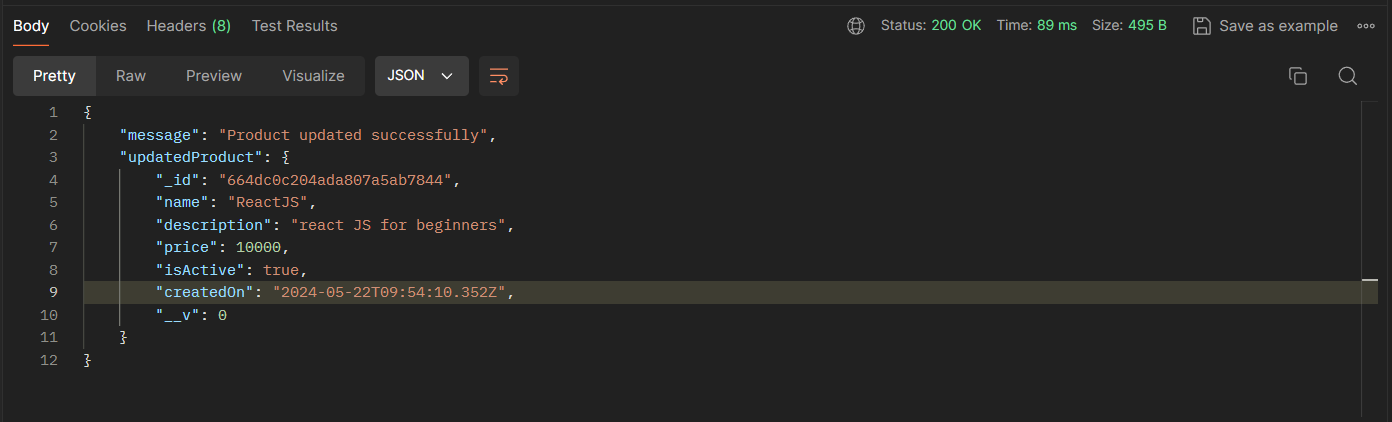 Body Cookies Headers (8) Test Results Status: 200 OK Time: 89 ms Size: 495 B Save as example
Pretty Raw Preview Visualize JSON
1 {
2 "message": "Product updated successfully",
3 "updatedProduct": {
4 "_id": "664dc0c204ada807a5ab7844",
5 "name": "ReactJS",
6 "description": "react JS for beginners",
7 "price": 10000,
8 "isActive": true,
9 "createdOn": "2024-05-22T09:54:10.352Z",
10 "__v": 0
11 }
12 }